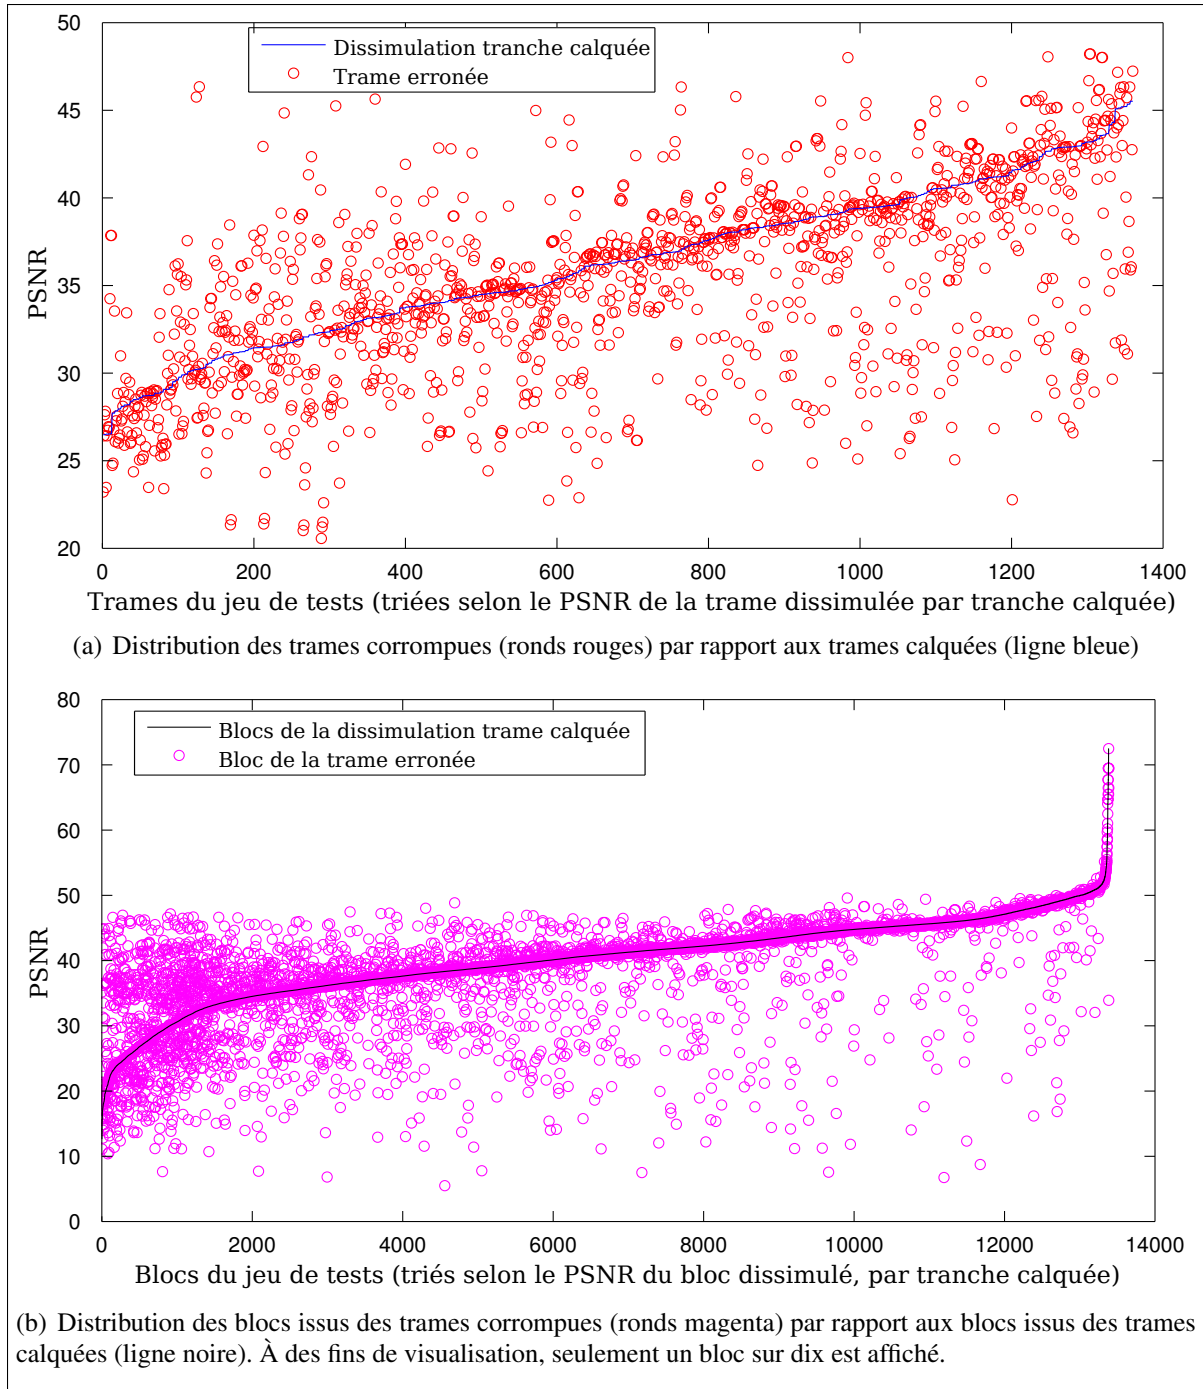 50
45
40
35
30
25
20
PSNR
Dissimulation tranche calquée
Trame erronée
0 200 400 600 800 1000 1200 1400
Trames du jeu de tests (triées selon le PSNR de la trame dissimulée par tranche calquée)
(a) Distribution des trames corrompues (ronds rouges) par rapport aux trames calquées (ligne bleue)
80
70
60
50
40
30
20
10
0
PSNR
Blocs de la dissimulation trame calquée
Bloc de la trame erronée
0 2000 4000 6000 8000 10000 12000 14000
Blocs du jeu de tests (triés selon le PSNR du bloc dissimulé, par tranche calquée)
(b) Distribution des blocs issus des trames corrompues (ronds magenta) par rapport aux blocs issus des trames
calquées (ligne noire). À des fins de visualisation, seulement un bloc sur dix est affiché.